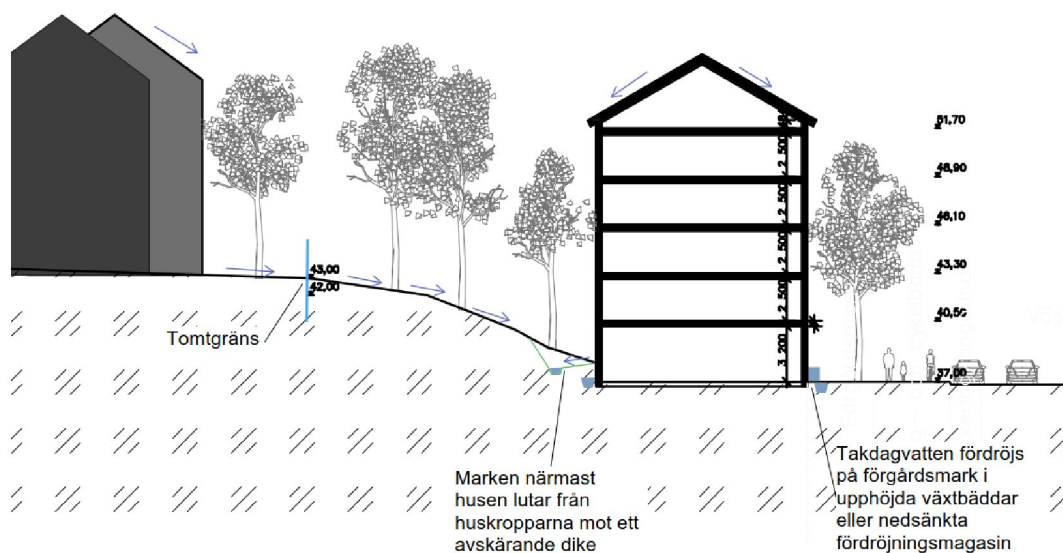 51,70
48,90
46,10
43,30
40,56
37,00
2 500
2 500
2 500
2 500
3 200
43,00
42,00
Tomtgräns
Marken närmast
husen lutar från
huskropparna mot ett
avskärande dike
Takdagvatten fördröjs
på förgårdsmark i
upphöjda växtbäddar
eller nedsänkta
fördröjningsmagasin